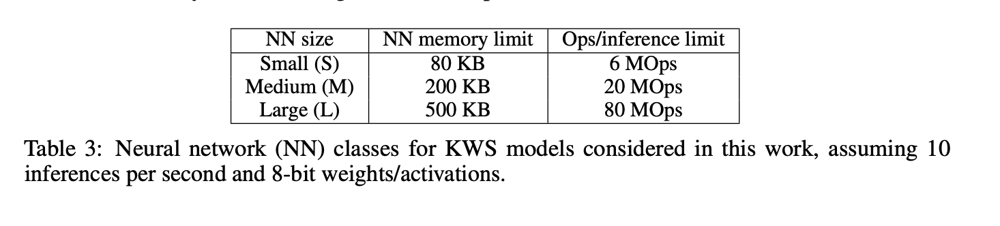 NN size NN memory limit Ops/inference limit
Small (S) 80 KB 6 MOps
Medium (M) 200 KB 20 MOps
Large (L) 500 KB 80 MOps
Table 3: Neural network (NN) classes for KWS models considered in this work, assuming 10
inferences per second and 8-bit weights/activations.